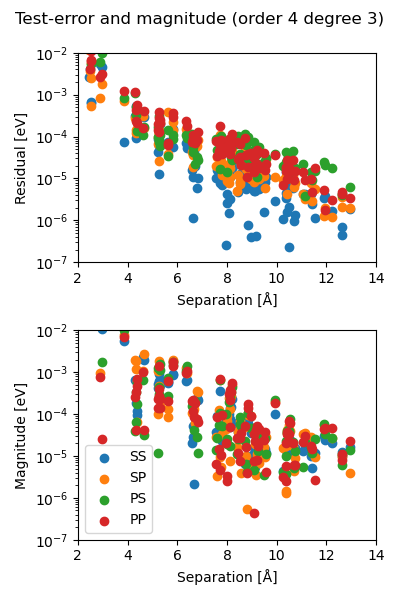 Test-error and magnitude (order 4 degree 3)
Residual [eV]
10⁻²
10⁻³
10⁻⁴
10⁻⁵
10⁻⁶
10⁻⁷
2 4 6 8 10 12 14
Separation [Å]
Magnitude [eV]
10⁻²
10⁻³
10⁻⁴
10⁻⁵
10⁻⁶
10⁻⁷
SS
SP
PS
PP
2 4 6 8 10 12 14
Separation [Å]